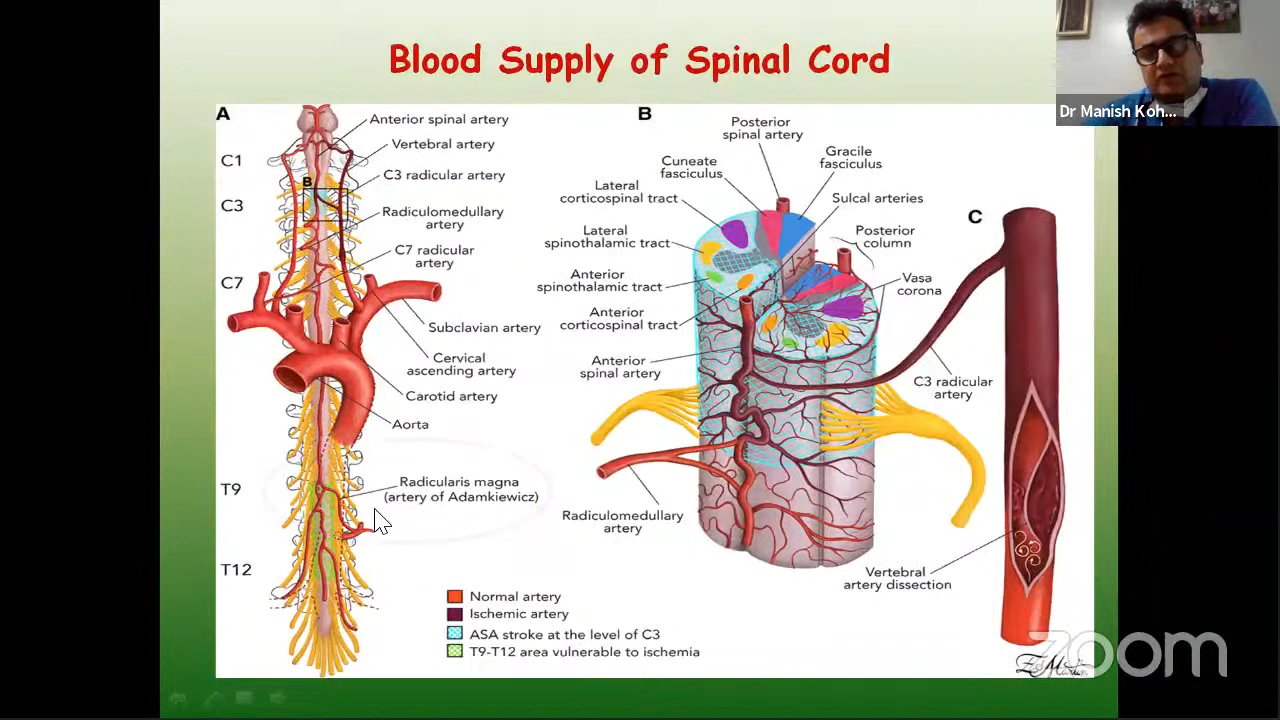 Blood Supply of Spinal Cord
Dr Manish Koh...
A
Anterior spinal artery
Vertebral artery
C1
C3 radicular artery
B
C3
Radiculomedullary
artery
C7 radicular
artery
C7
Subclavian artery
Cervical
ascending artery
Carotid artery
Aorta
T9
Radicularis magna
(artery of Adamkiewicz)
T12
B
Posterior
spinal artery
Gracile
fasciculus
Cuneate
fasciculus
Lateral
corticospinal tract
Sulcal arteries
Lateral
spinothalamic tract
Posterior
column
Anterior
spinothalamic tract
Vasa
corona
Anterior
corticospinal tract
Anterior
spinal artery
C3 radicular
artery
Radiculomedullary
artery
C
Vertebral
artery dissection
Normal artery
Ischemic artery
ASA stroke at the level of C3
T9-T12 area vulnerable to ischemia
zoom